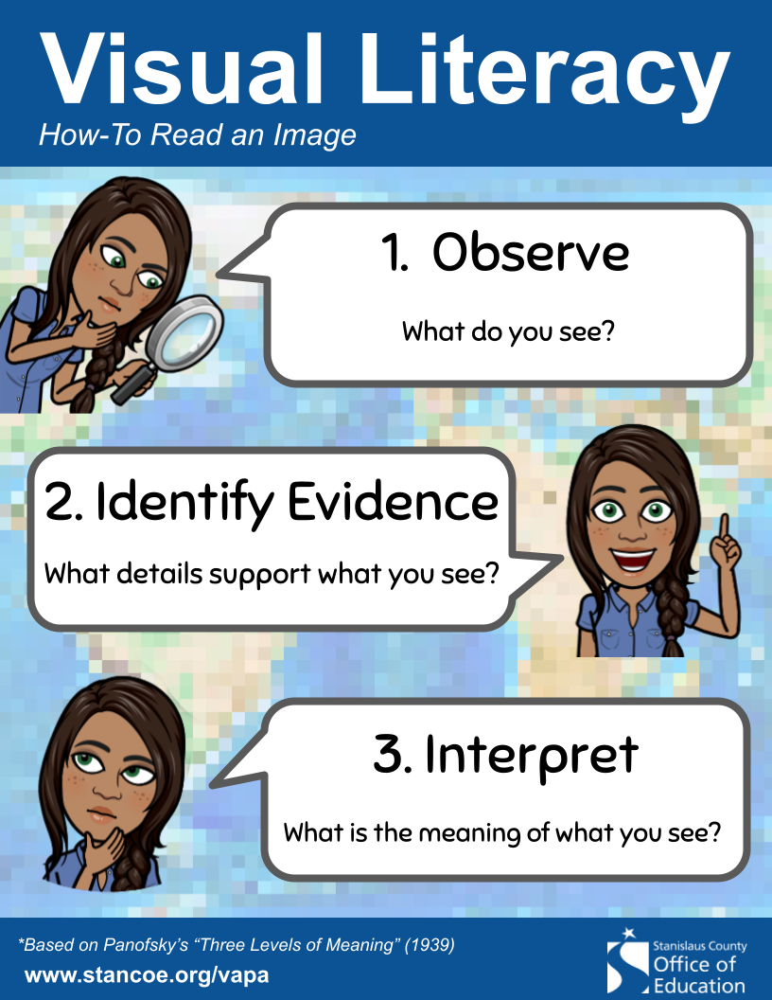 Visual Literacy
How-To Read an Image
1. Observe
What do you see?
2. Identify Evidence
What details support what you see?
3. Interpret
What is the meaning of what you see?
*Based on Panofsky's “Three Levels of Meaning” (1939)
www.stancoe.org/vapa
Stanislaus County
Office of
Education